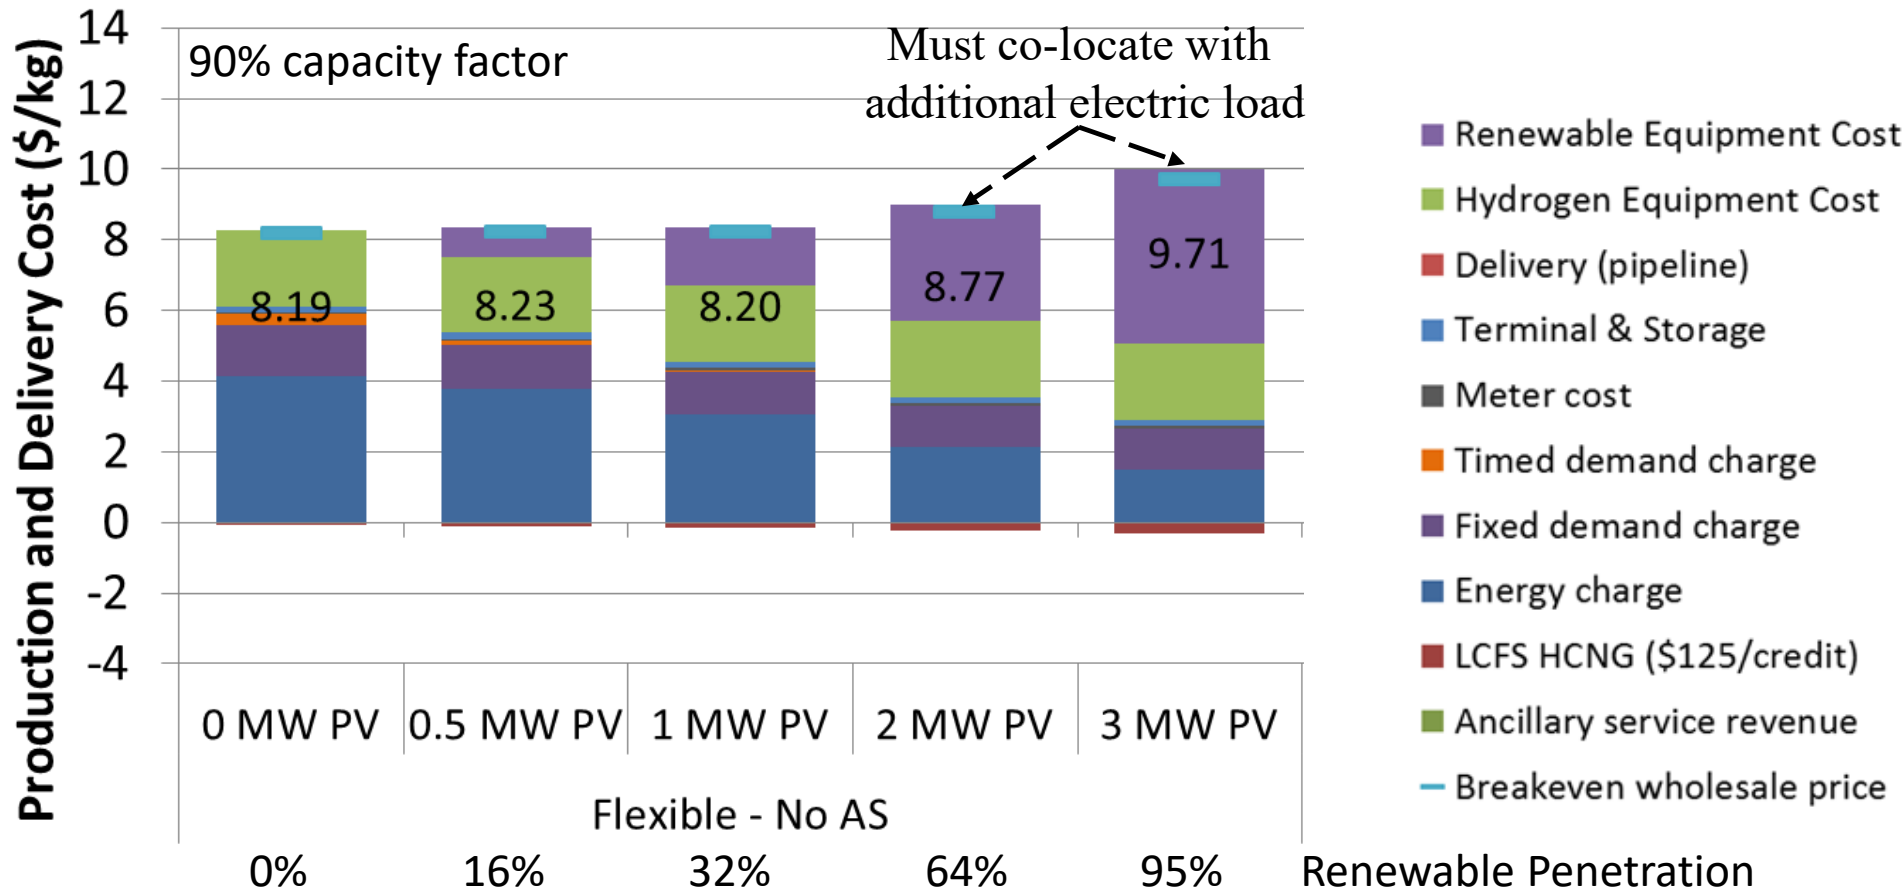 Production and Delivery Cost ($/kg)
14
12
10
8
6
4
2
0
-2
-4
90% capacity factor
Must co-locate with
additional electric load
8.19
8.23
8.20
8.77
9.71
0 MW PV
0.5 MW PV
1 MW PV
2 MW PV
3 MW PV
Flexible - No AS
0%
16%
32%
64%
95%
Renewable Penetration
Renewable Equipment Cost
Hydrogen Equipment Cost
Delivery (pipeline)
Terminal & Storage
Meter cost
Timed demand charge
Fixed demand charge
Energy charge
LCFS HCNG ($125/credit)
Ancillary service revenue
Breakeven wholesale price